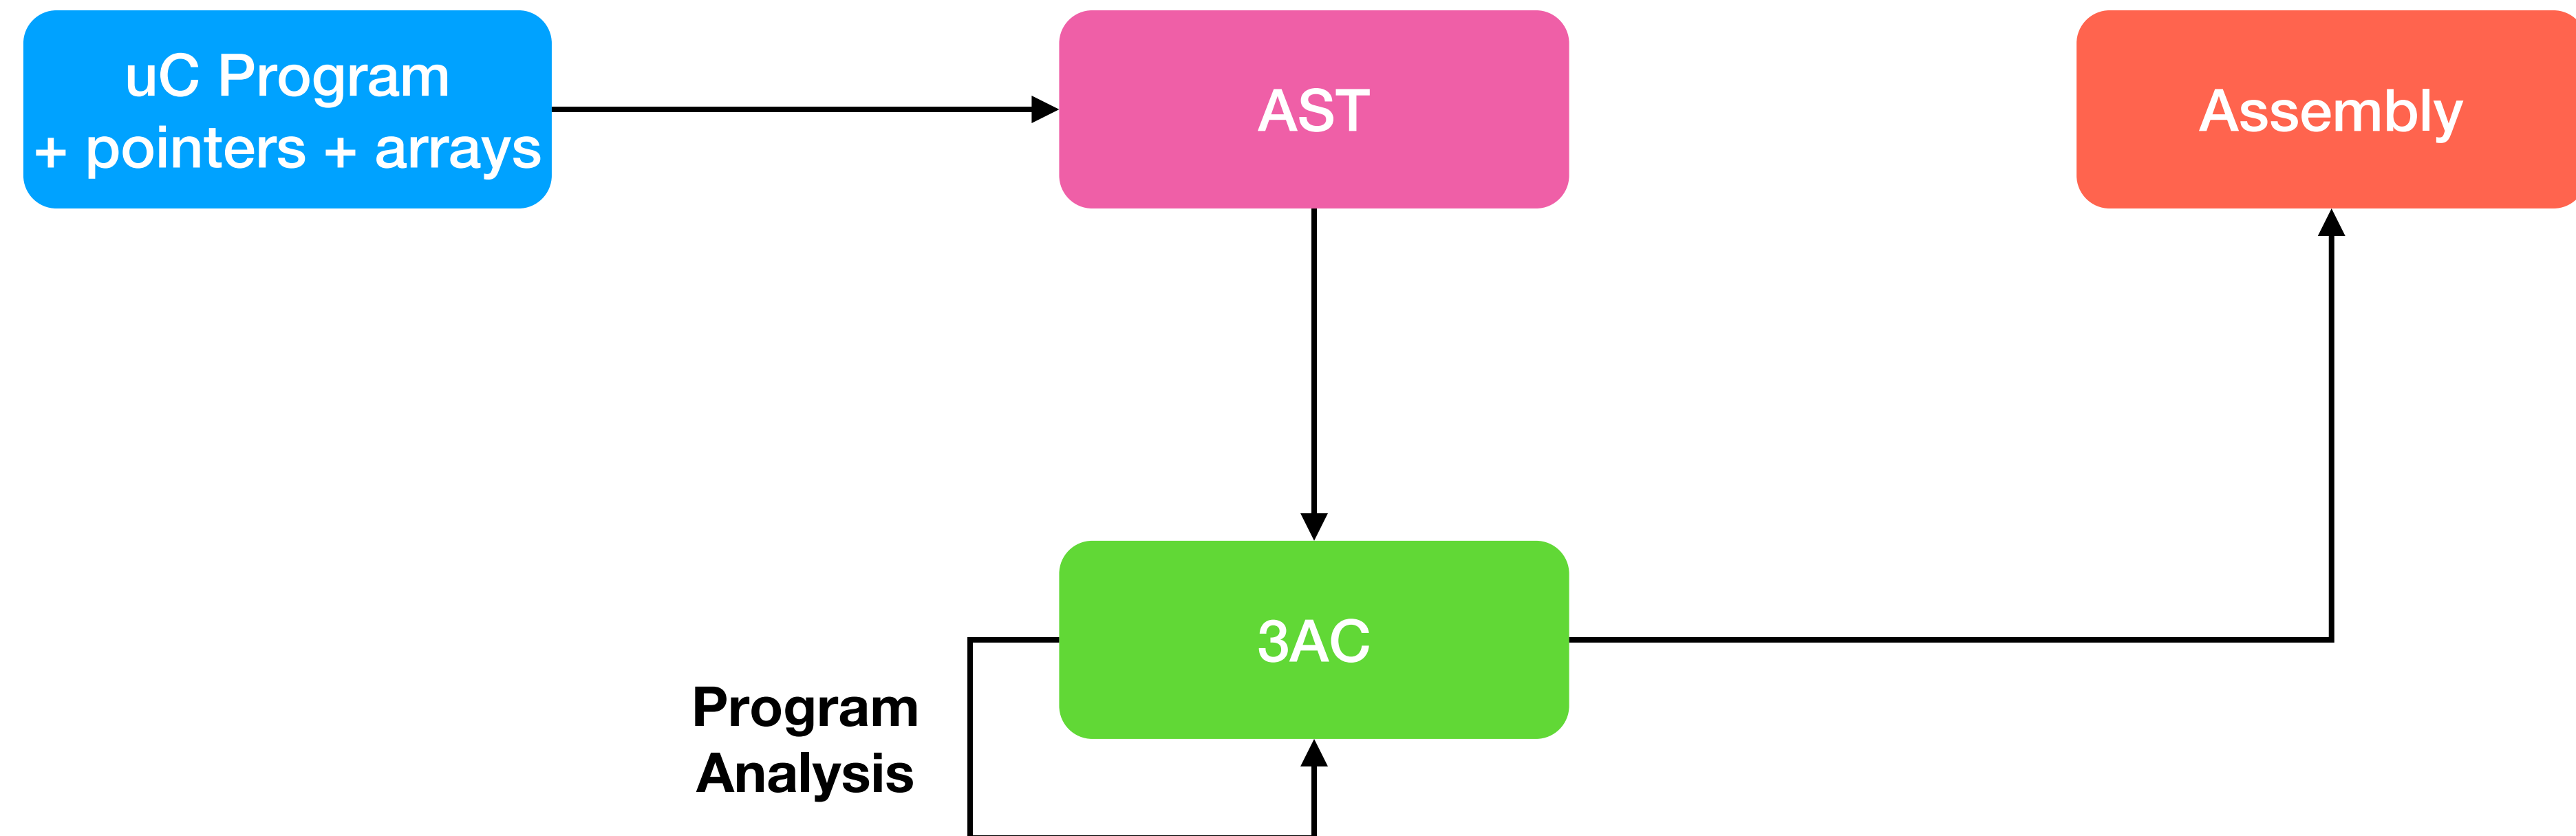 uC Program
+ pointers + arrays
AST
Assembly
3AC
Program
Analysis